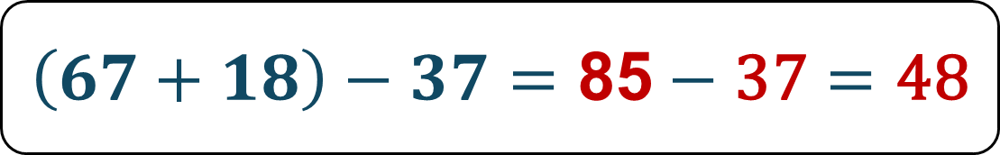 (67 + 18) − 37 = 85 − 37 = 48